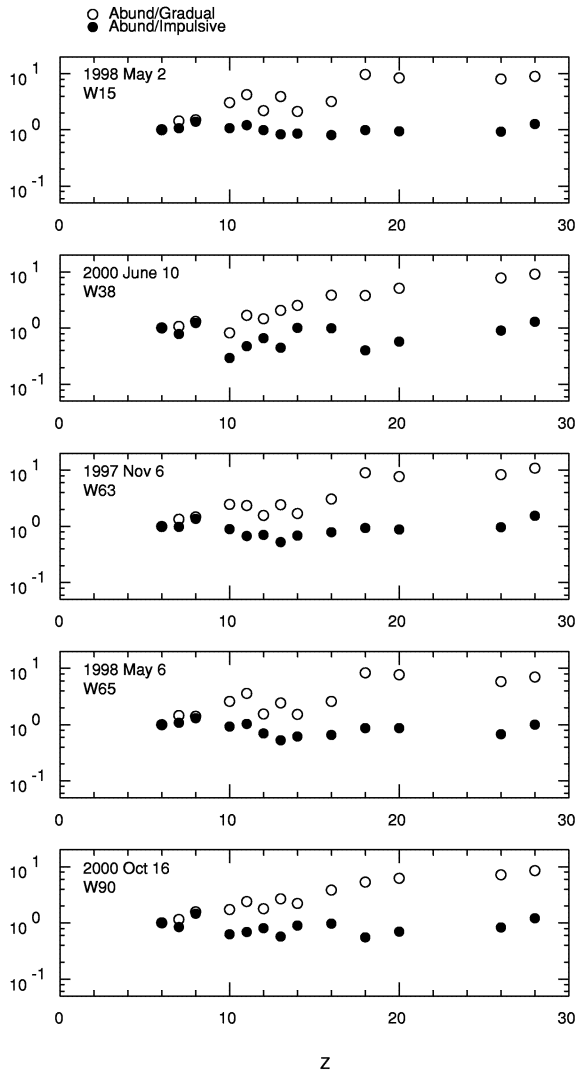 Abund/Gradual
Abund/Impulsive
1998 May 2
W15
10 1
10 0
10 -1
0 10 20 30
2000 June 10
W38
10 1
10 0
10 -1
0 10 20 30
1997 Nov 6
W63
10 1
10 0
10 -1
0 10 20 30
1998 May 6
W65
10 1
10 0
10 -1
0 10 20 30
2000 Oct 16
W90
10 1
10 0
10 -1
0 10 20 30
Z